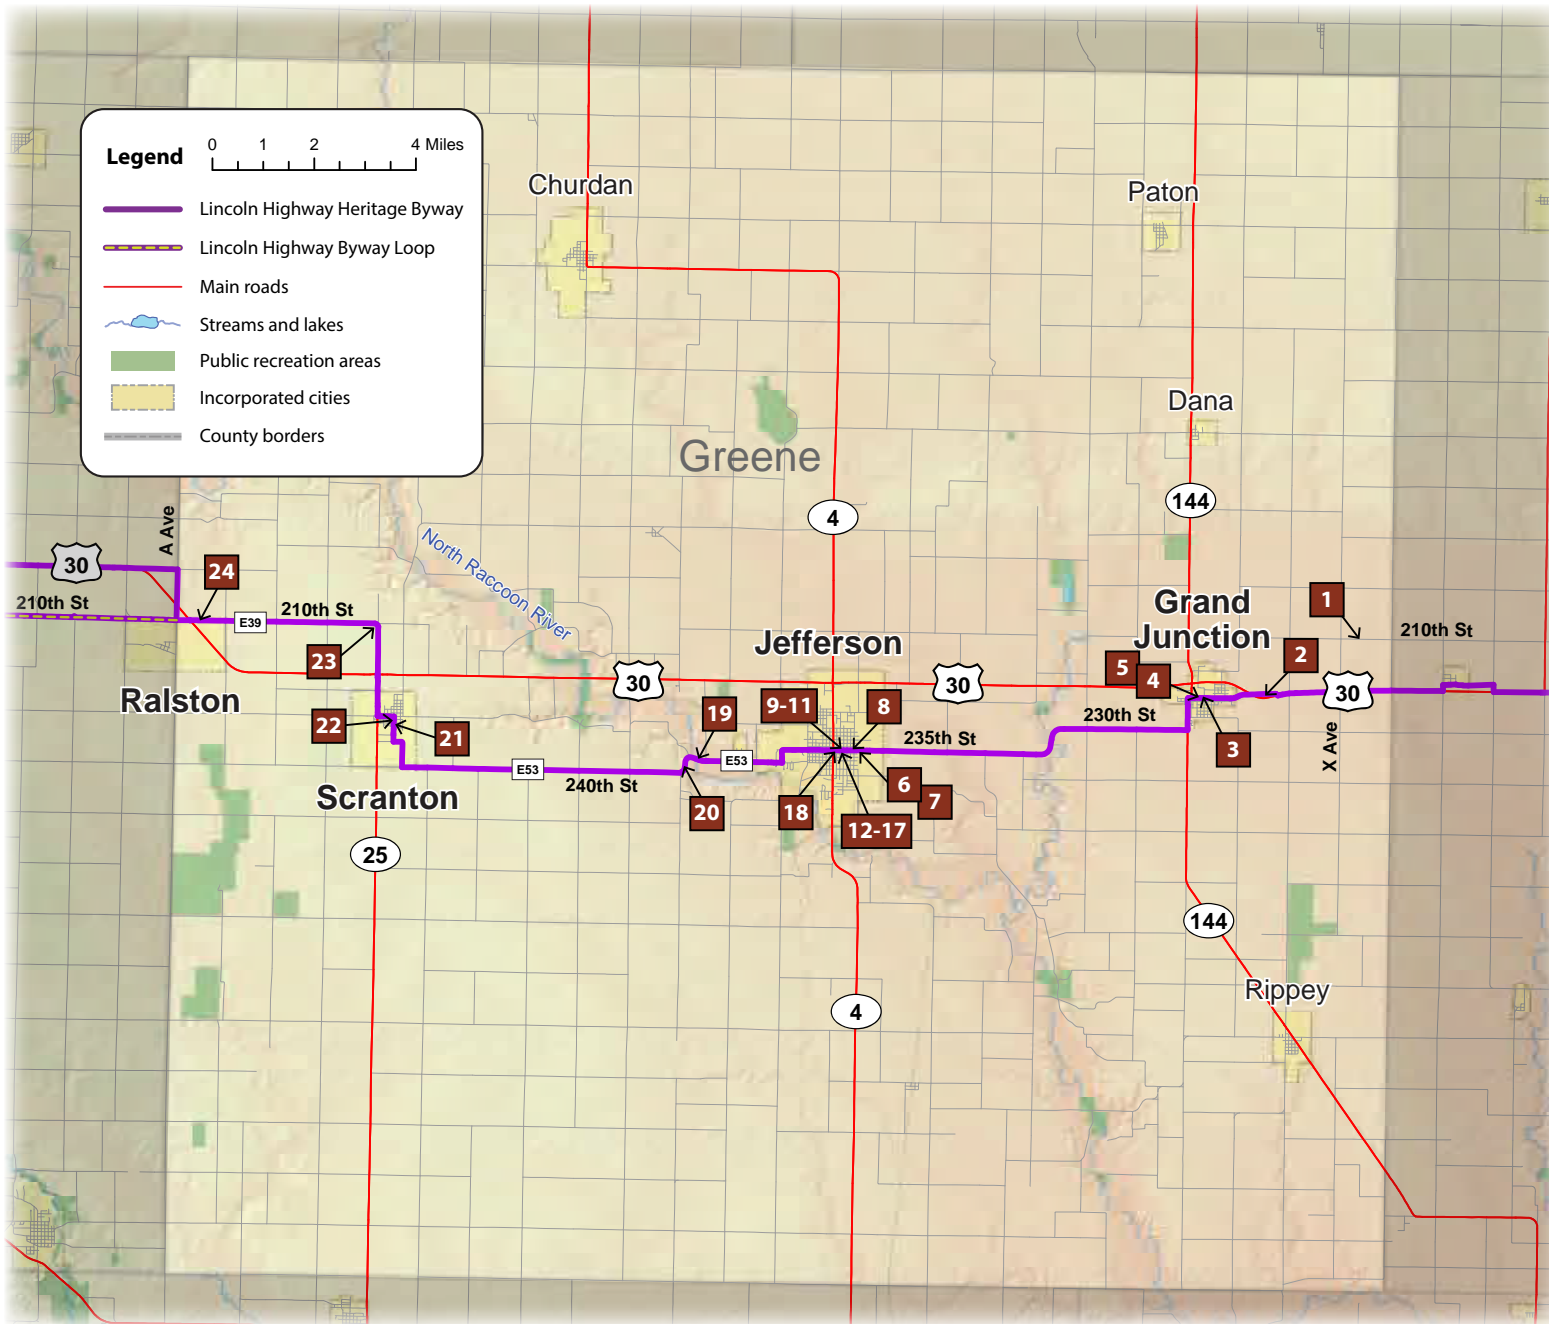 Legend
0 1 2 4 Miles
Lincoln Highway Heritage Byway
Lincoln Highway Byway Loop
Main roads
Streams and lakes
Public recreation areas
Incorporated cities
County borders
Churdan
Paton
Dana
Greene
4
144
A Ave
North Raccoon River
30
24
210th St
E39
210th St
23
Ralston
Grand
Junction
1
210th St
Jefferson
2
30
30
5
4
30
X Ave
22
21
19
9-11
8
235th St
230th St
3
Scranton
E53
240th St
E53
20
18
6
7
12-17
25
144
Rippey
4